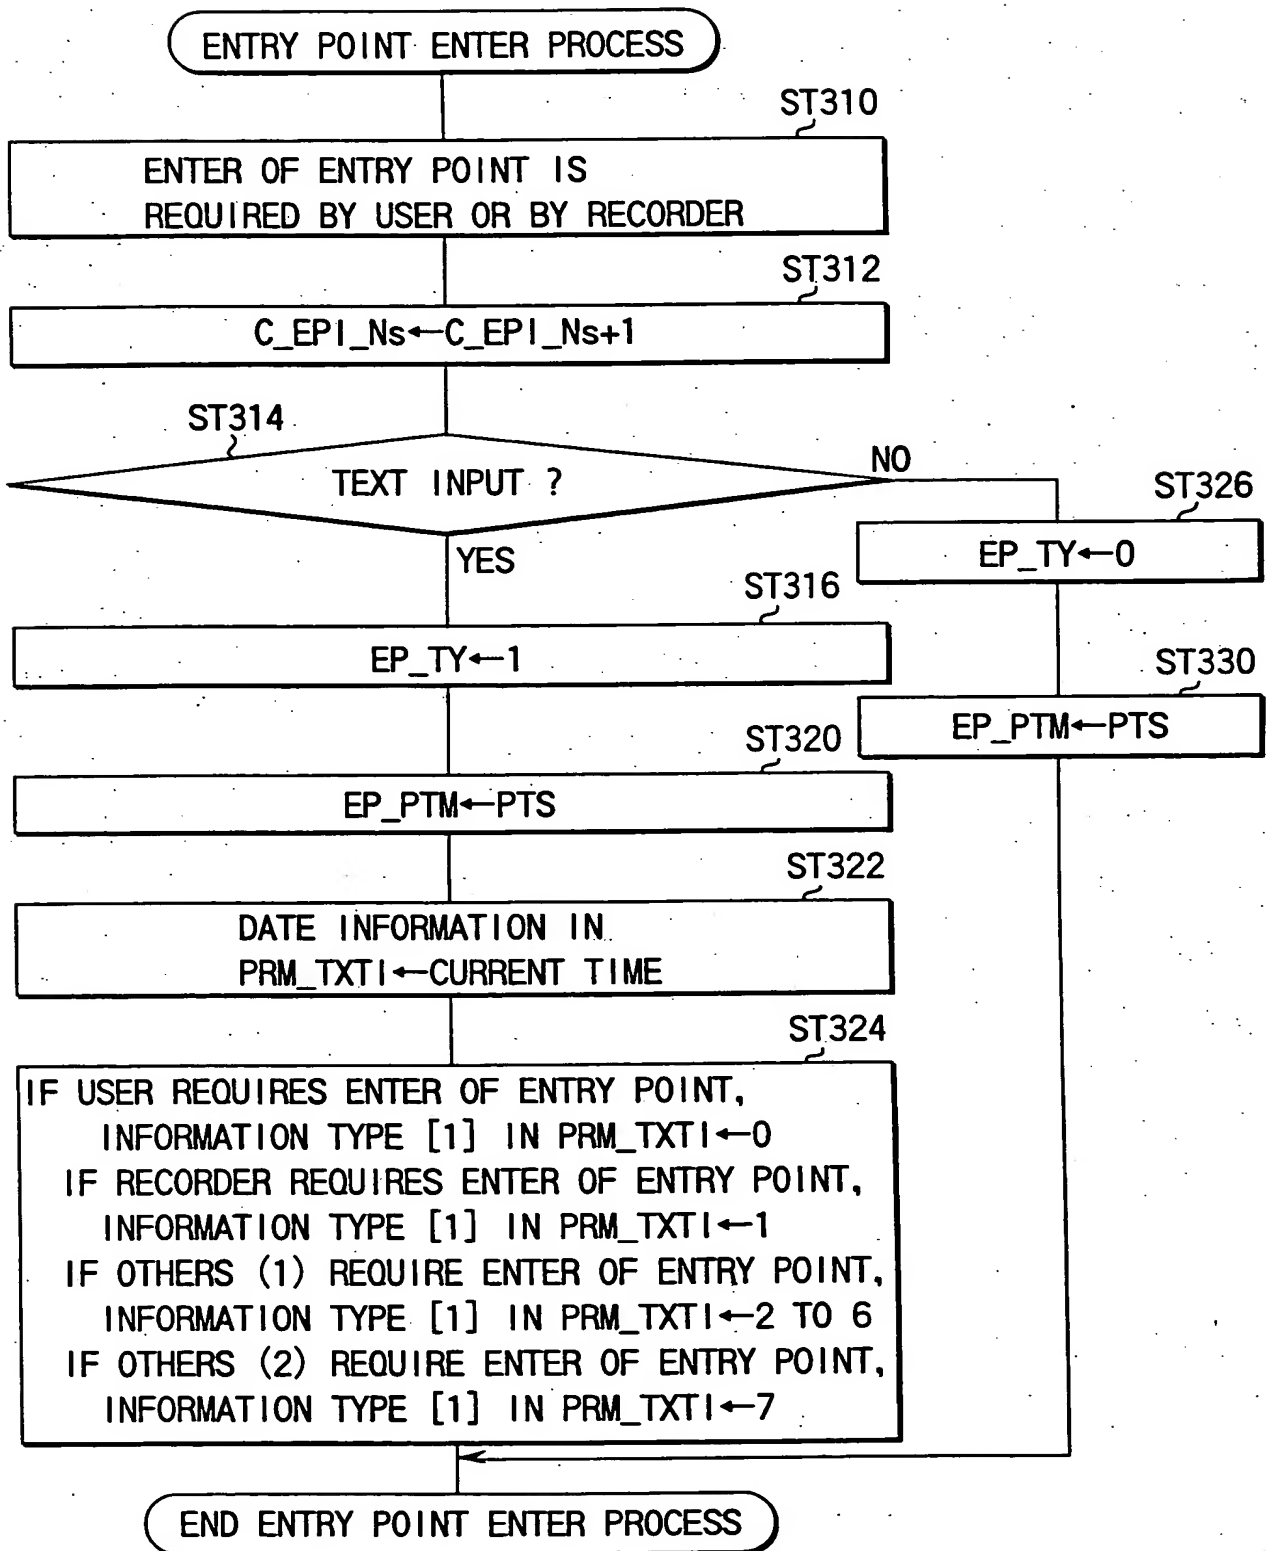 ENTRY POINT ENTER PROCESS
ST310
ENTER OF ENTRY POINT IS
REQUIRED BY USER OR BY RECORDER
ST312
C_EPI_Ns←C_EPI_Ns+1
ST314
TEXT INPUT ?
NO
YES
ST326
EP_TY←0
ST316
EP_TY←1
ST330
EP_PTM←PTS
ST320
EP_PTM←PTS
ST322
DATE INFORMATION IN
PRM_TXTI←CURRENT TIME
ST324
IF USER REQUIRES ENTER OF ENTRY POINT,
INFORMATION TYPE [1] IN PRM_TXTI←0
IF RECORDER REQUIRES ENTER OF ENTRY POINT,
INFORMATION TYPE [1] IN PRM_TXTI←1
IF OTHERS (1) REQUIRE ENTER OF ENTRY POINT,
INFORMATION TYPE [1] IN PRM_TXTI←2 TO 6
IF OTHERS (2) REQUIRE ENTER OF ENTRY POINT,
INFORMATION TYPE [1] IN PRM_TXTI←7
END ENTRY POINT ENTER PROCESS